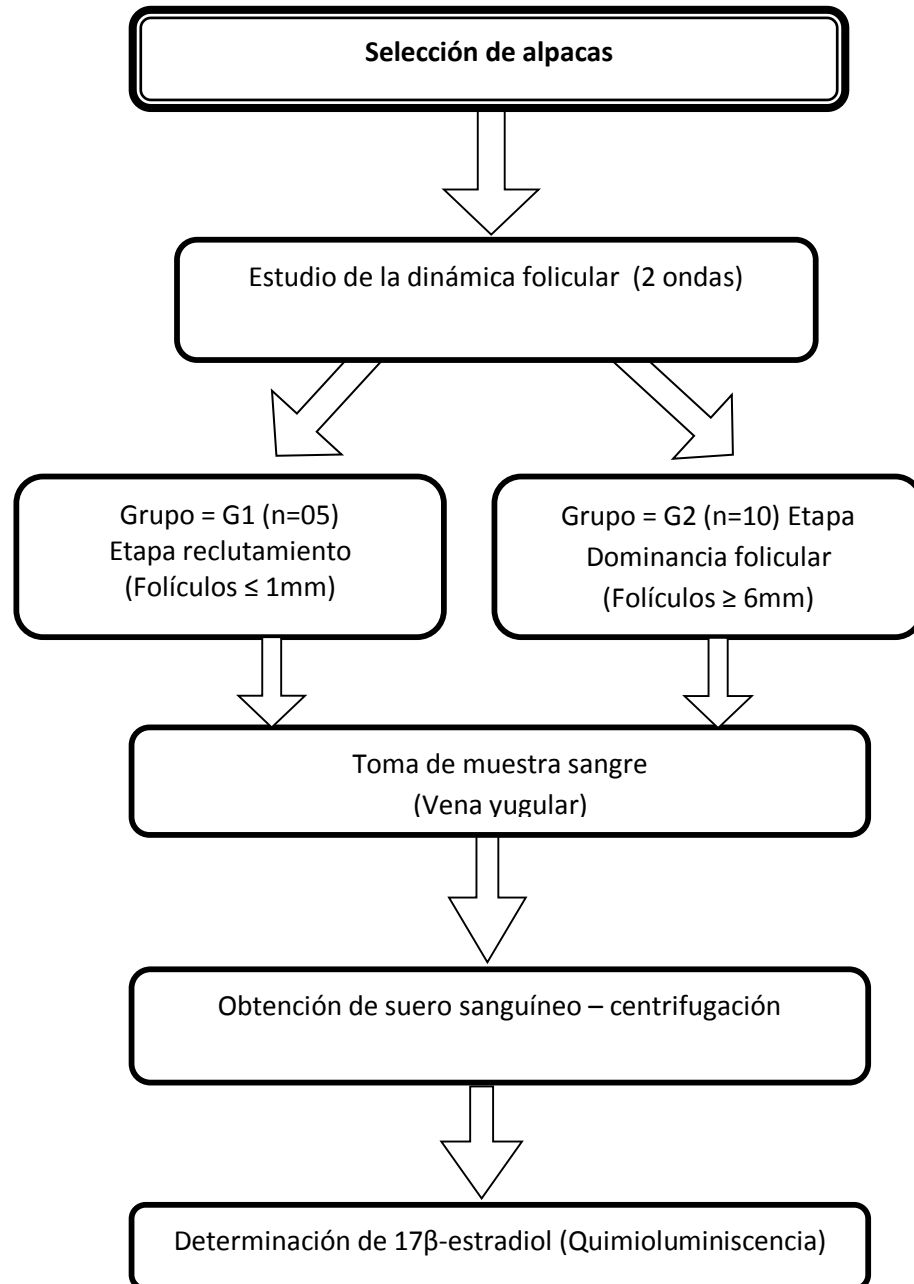 Selección de alpacas
Estudio de la dinámica folicular (2 ondas)
Grupo = G1 (n=05)
Etapa reclutamiento
(Folículos ≤ 1mm)
Grupo = G2 (n=10) Etapa
Dominancia folicular
(Folículos ≥ 6mm)
Toma de muestra sangre
(Vena yugular)
Obtención de suero sanguíneo – centrifugación
Determinación de 17β-estradiol (Quimioluminiscencia)